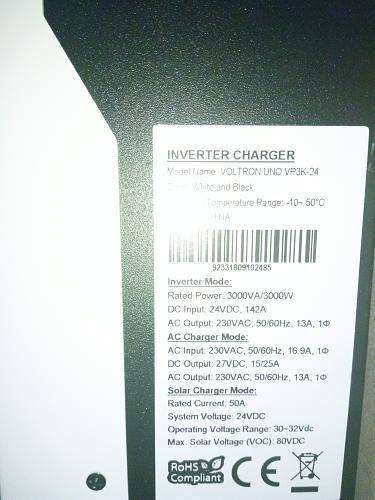 INVERTER CHARGER
Model Name: VOLTRON UNO VP3K-24
White and Black
Temperature Range: -10~ 50°C
92331809102485
Inverter Mode:
Rated Power: 3000VA/3000W
DC Input: 24VDC, 142A
AC Output: 230VAC, 50/60Hz, 13A, 1Φ
AC Charger Mode:
AC Input: 230VAC, 50/60Hz, 16.9A, 1Φ
DC Output: 27VDC, 15/25A
AC Output: 230VAC, 50/60Hz, 13A, 1Φ
Solar Charger Mode:
Rated Current: 50A
System Voltage: 24VDC
Operating Voltage Range: 30~32Vdc
Max. Solar Voltage (VOC): 80VDC
RoHS
Compliant
CE